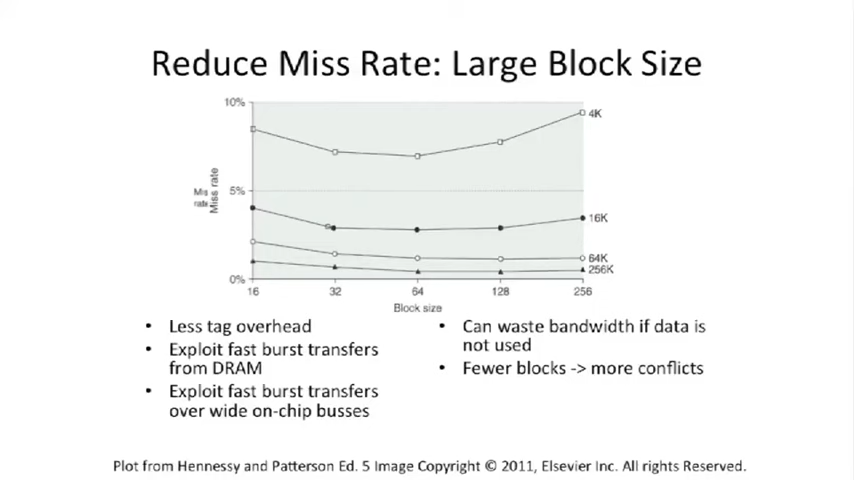 Reduce Miss Rate: Large Block Size
10%
5%
0%
Mis
rate
Miss rate
4K
16K
64K
256K
16 32 64 128 256
Block size
• Less tag overhead
• Exploit fast burst transfers
from DRAM
• Exploit fast burst transfers
over wide on-chip busses
• Can waste bandwidth if data is
not used
• Fewer blocks -> more conflicts
Plot from Hennessy and Patterson Ed. 5 Image Copyright © 2011, Elsevier Inc. All rights Reserved.